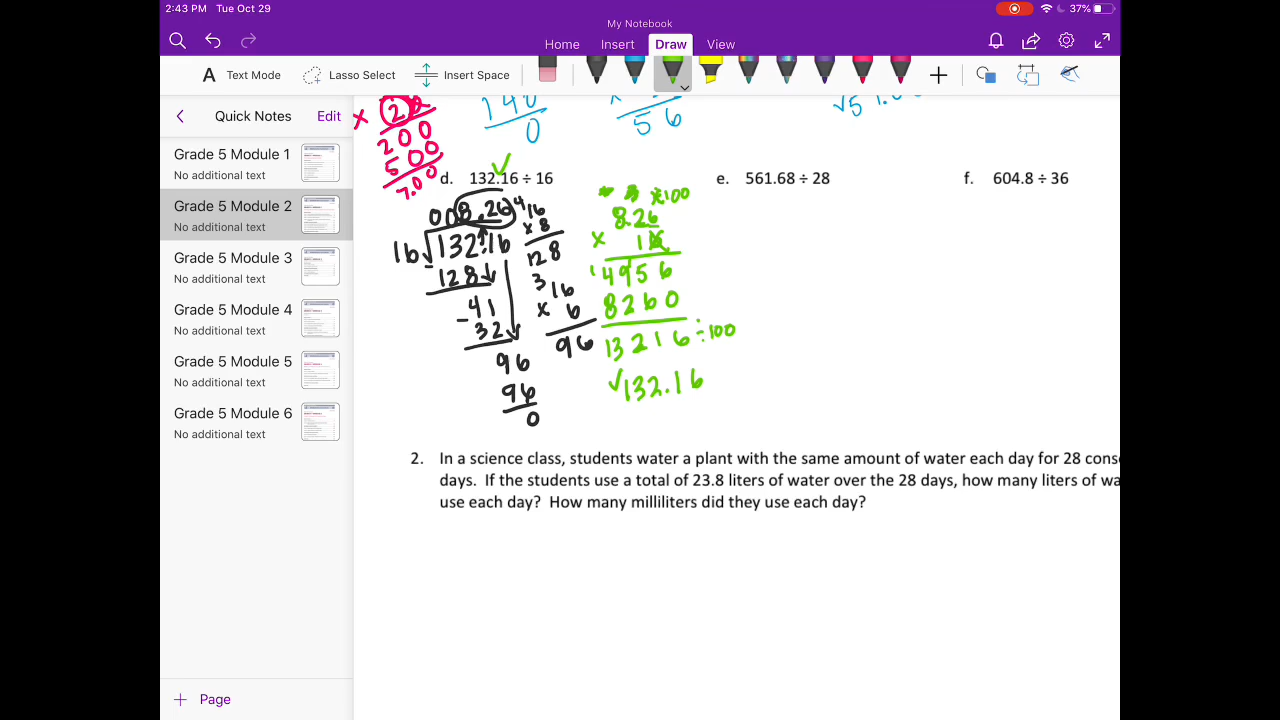 2:43 PM Tue Oct 29
37%
My Notebook
Home Insert Draw View
A Text Mode Lasso Select Insert Space
Quick Notes Edit
Grade 5 Module 1
No additional text
Grade 5 Module 2
No additional text
Grade 5 Module 3
No additional text
Grade 5 Module 4
No additional text
Grade 5 Module 5
No additional text
Grade 5 Module 6
No additional text
+ Page
200
500
140
0
56
d. 132.16 ÷ 16
e. 561.68 ÷ 28
f. 604.8 ÷ 36
16 √132.16
128
- 41
32
96
96
0
16
x 8
128
3
16
x 6
96
x100
826
x 16
4956
8260
13216 ÷ 100
√132.16
2. In a science class, students water a plant with the same amount of water each day for 28
days. If the students use a total of 23.8 liters of water over the 28 days, how many liters of
use each day? How many milliliters did they use each day?